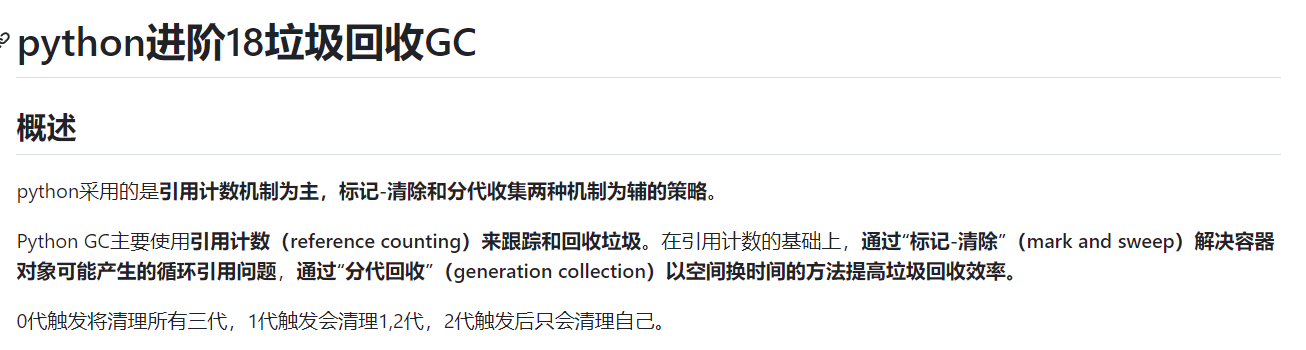 python进阶18垃圾回收GC
概述
python采用的是引用计数机制为主，标记-清除和分代收集两种机制为辅的策略。
Python GC主要使用引用计数（reference counting）来跟踪和回收垃圾。在引用计数的基础上，通过“标记-清除”（mark and sweep）解决容器
对象可能产生的循环引用问题，通过“分代回收”（generation collection）以空间换时间的方法提高垃圾回收效率。
0代触发将清理所有三代，1代触发会清理1,2代，2代触发后只会清理自己。